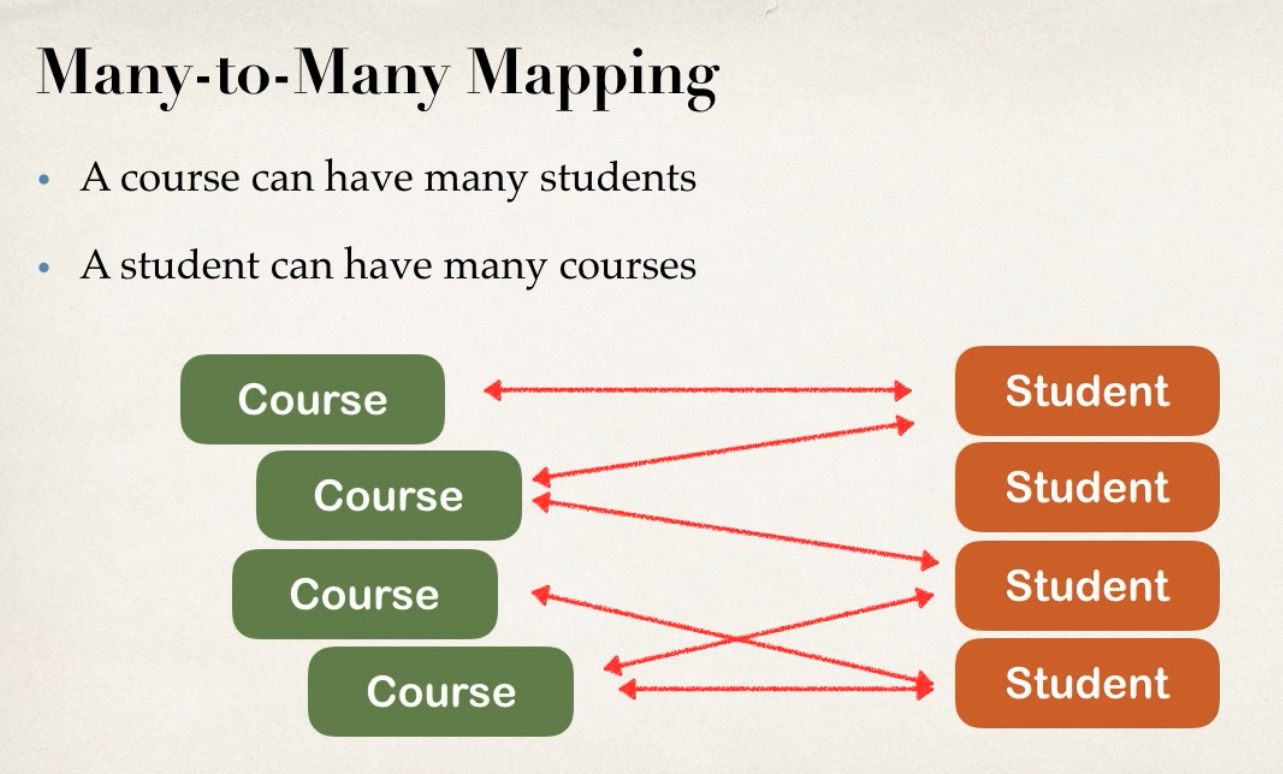 Many-to-Many Mapping
• A course can have many students
• A student can have many courses
Course
Student
Course
Student
Course
Student
Course
Student